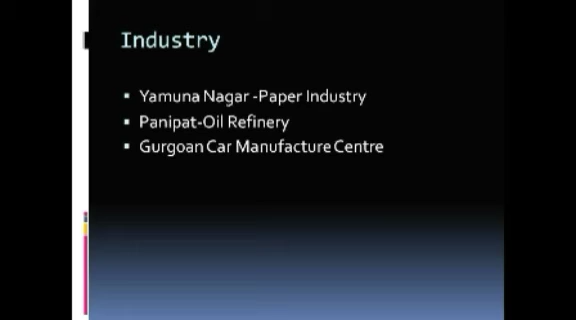 Industry
Yamuna Nagar -Paper Industry
Panipat-Oil Refinery
Gurgoan Car Manufacture Centre